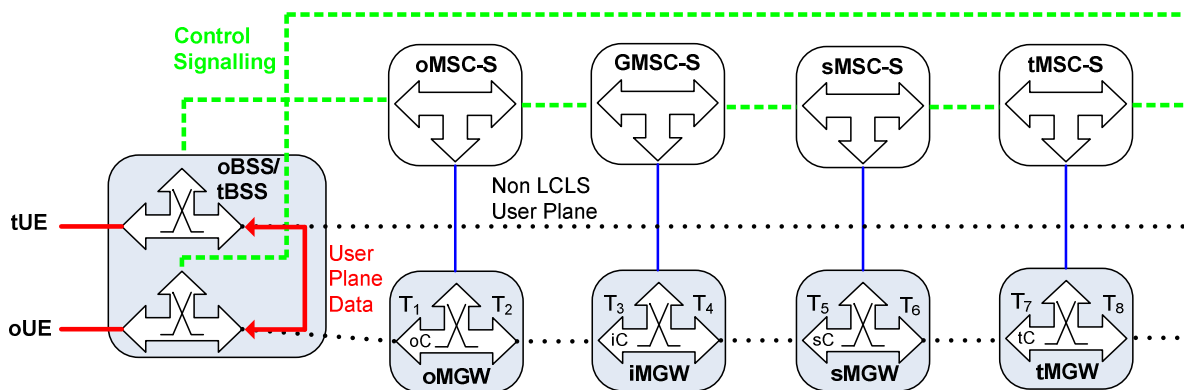 Control
Signalling
oMSC-S
GMSC-S
sMSC-S
tMSC-S
oBSS/
tBSS
Non LCLS
User Plane
tUE
User
Plane
Data
oUE
T1
T2
oC
oMGW
T3
T4
iC
iMGW
T5
T6
sC
sMGW
T7
T8
tC
tMGW